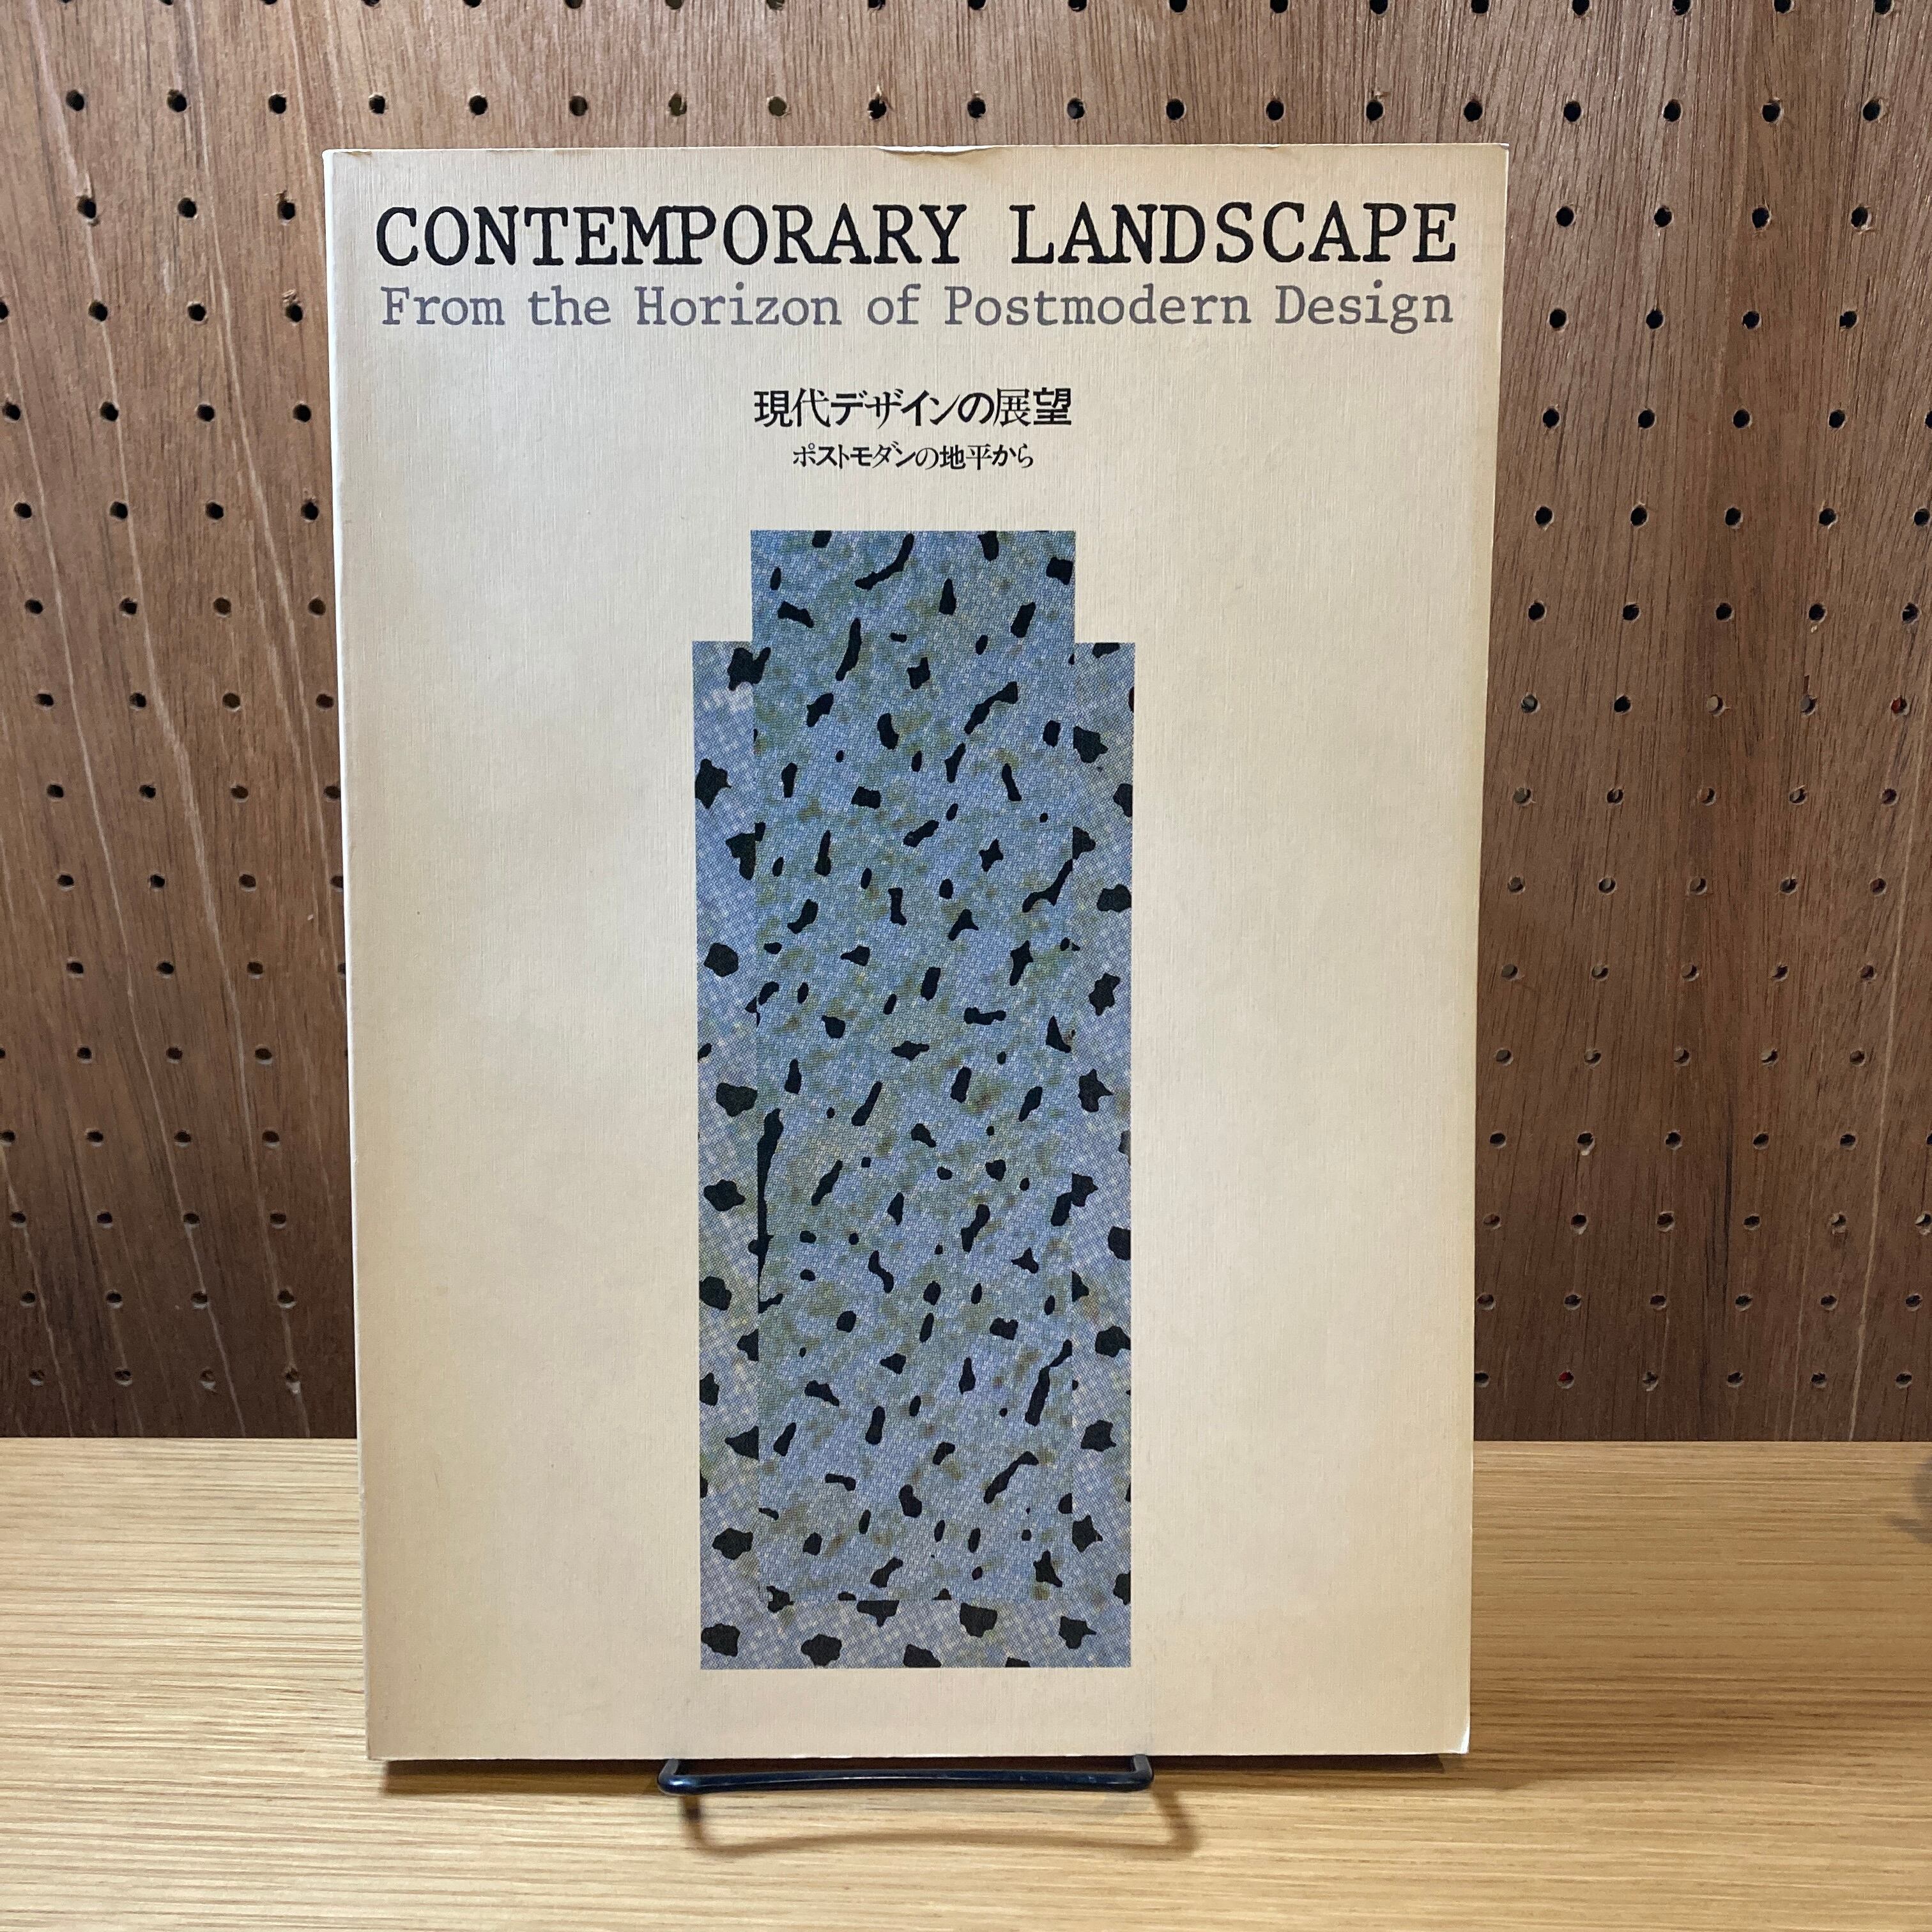 CONTEMPORARY LANDSCAPE
From the Horizon of Postmodern Design
現代デザインの展望
ポストモダンの地平から